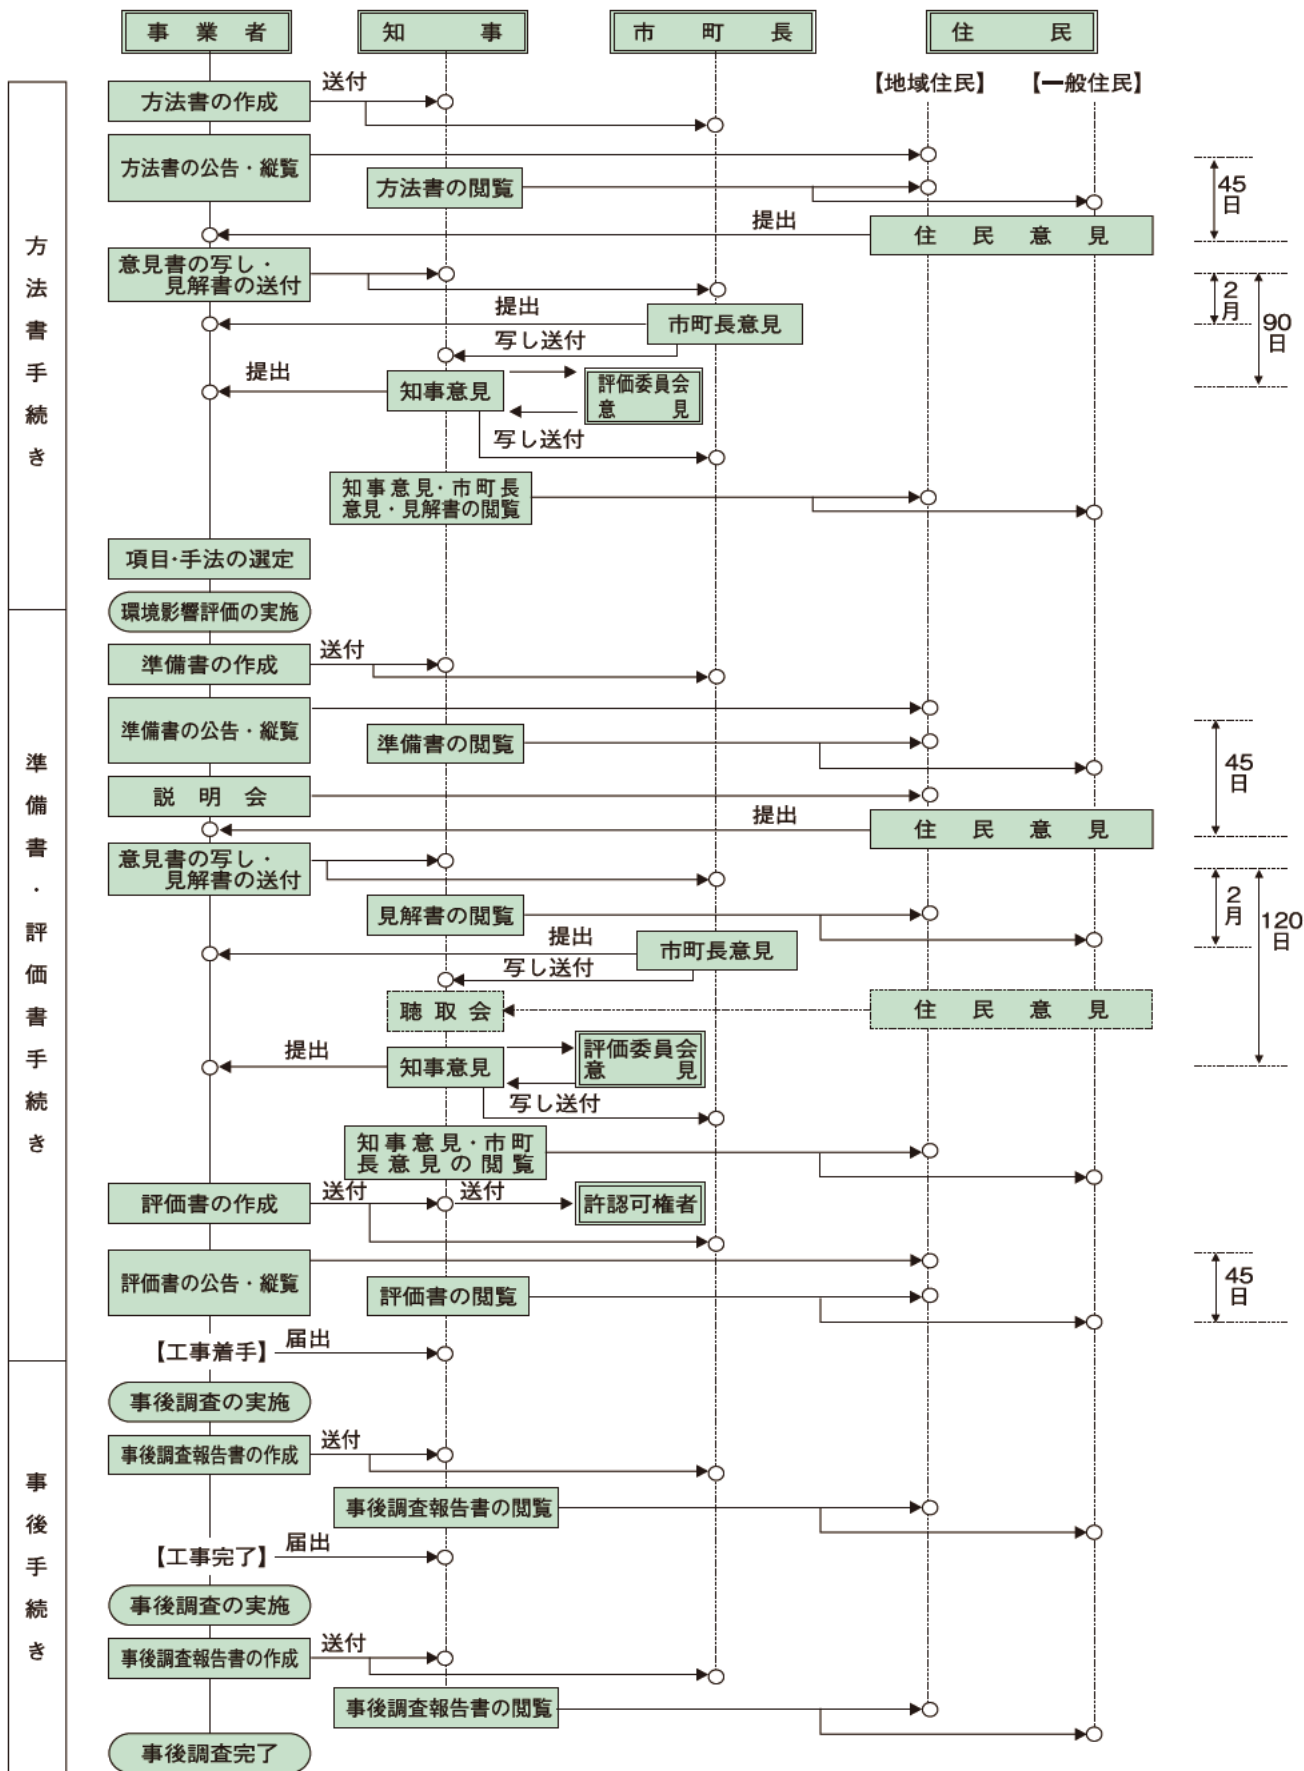 事業者
知事
市町長
住民
【地域住民】
【一般住民】
方法書手続き
方法書の作成
送付
方法書の公告・縦覧
方法書の閲覧
45日
提出
住民意見
意見書の写し・
見解書の送付
2月
90日
提出
市町長意見
写し送付
提出
知事意見
評価委員会
意見
写し送付
知事意見・市町長
意見・見解書の閲覧
項目・手法の選定
準備書・評価書手続き
環境影響評価の実施
準備書の作成
送付
準備書の公告・縦覧
準備書の閲覧
45日
説明会
提出
住民意見
意見書の写し・
見解書の送付
2月
120日
見解書の閲覧
提出
市町長意見
写し送付
聴取会
住民意見
提出
知事意見
評価委員会
意見
写し送付
知事意見・市町
長意見の閲覧
評価書の作成
送付
送付
許認可権者
評価書の公告・縦覧
評価書の閲覧
45日
【工事着手】
届出
事後手続き
事後調査の実施
事後調査報告書の作成
送付
事後調査報告書の閲覧
【工事完了】
届出
事後調査の実施
事後調査報告書の作成
送付
事後調査報告書の閲覧
事後調査完了